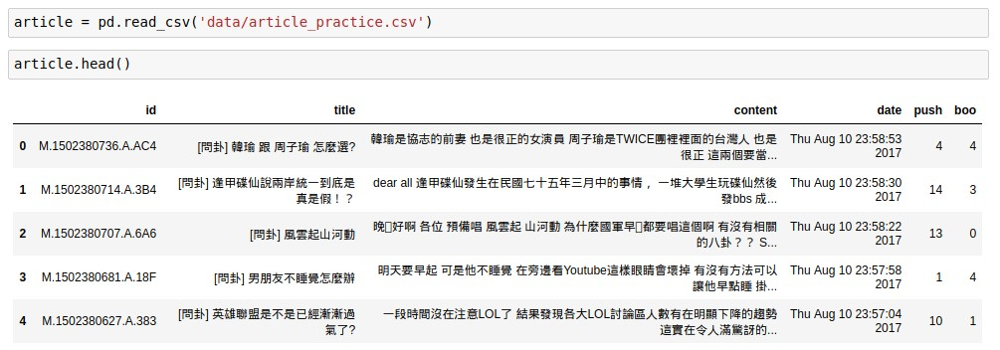 article = pd.read_csv('data/article_practice.csv')
article.head()
id title content date push boo
0 M.1502380736.A.AC4 [問卦] 韓瑜 跟 周子瑜 怎麼選? 韓瑜是協志的前妻 也是很正的女演員 周子瑜是TWICE團裡裡面的台灣人 也是 Thu Aug 10 23:58:53 4 4
很正 這兩個要當... 2017
1 M.1502380714.A.3B4 [問卦] 逢甲碟仙說兩岸統一到底是 dear all 逢甲碟仙發生在民國七十五年三月中的事情， 一堆大學生玩碟仙然後 Thu Aug 10 23:58:30 14 3
真是假！？ 發bbs 成... 2017
2 M.1502380707.A.6A6 [問卦] 風雲起山河動 晚▯好啊 各位 預備唱 風雲起 山河動 為什麼國軍早▯都要唱這個啊 有沒有相關 Thu Aug 10 23:58:22 13 0
的八卦？？ S... 2017
3 M.1502380681.A.18F [問卦] 男朋友不睡覺怎麼辦 明天要早起 可是他不睡覺 在旁邊看Youtube這樣眼睛會壞掉 有沒有方法可以 Thu Aug 10 23:57:58 1 4
讓他早點睡 掛... 2017
4 M.1502380627.A.383 [問卦] 英雄聯盟是不是已經漸漸過 一段時間沒在注意LOL了 結果發現各大LOL討論區人數有在明顯下降的趨勢 Thu Aug 10 23:57:04 10 1
氣了? 這實在令人滿驚訝的... 2017